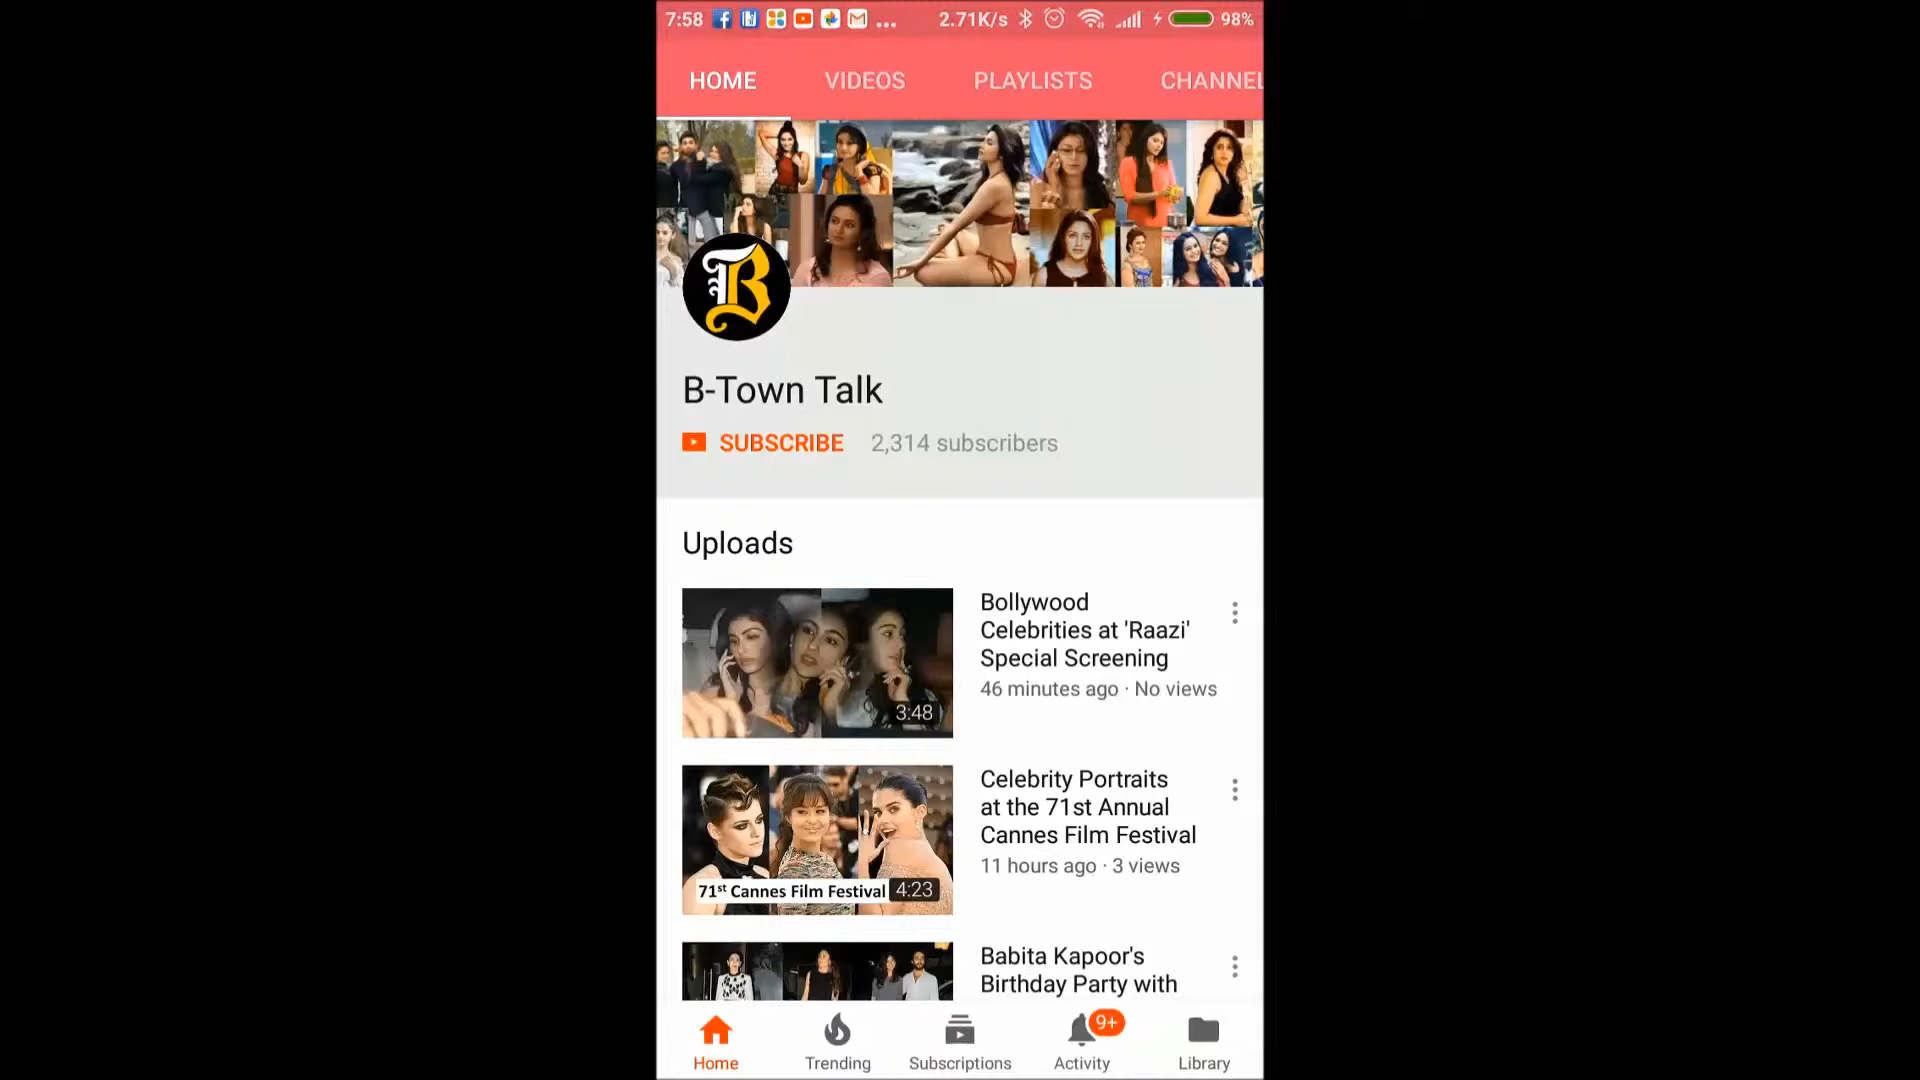 7:58 ... 2.71K/s 98%
HOME VIDEOS PLAYLISTS CHANNEL
B
B-Town Talk
SUBSCRIBE 2,314 subscribers
Uploads
Bollywood
Celebrities at 'Raazi'
Special Screening
46 minutes ago · No views
3:48
Celebrity Portraits
at the 71st Annual
Cannes Film Festival
11 hours ago · 3 views
71st Cannes Film Festival 4:23
Babita Kapoor's
Birthday Party with
9+
Home Trending Subscriptions Activity Library